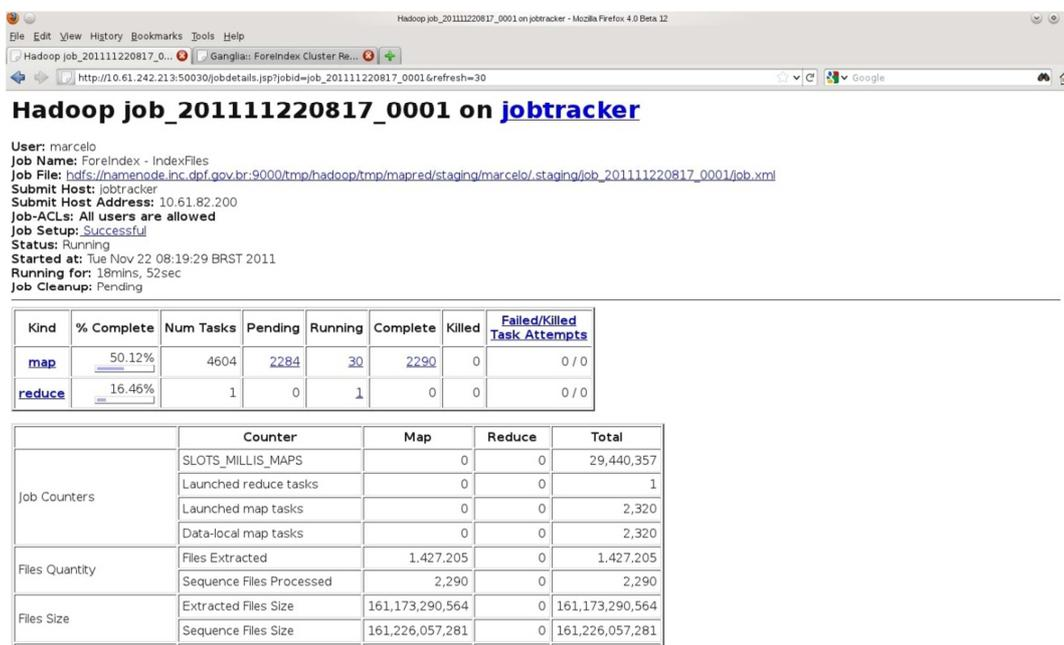 Hadoop job_201111220817_0001 on jobtracker - Mozilla Firefox 4.0 Beta 12
File Edit View History Bookmarks Tools Help
Hadoop job_201111220817_0... Ganglia:: ForeIndex Cluster Re...
http://10.61.242.213:50030/jobdetails.jsp?jobid=job_201111220817_0001&refresh=30 Google
Hadoop job_201111220817_0001 on jobtracker
User: marcelo
Job Name: ForeIndex - IndexFiles
Job File: hdfs://namenode.inc.dpf.gov.br:9000/tmp/hadoop/tmp/mapred/staging/marcelo/.staging/job_201111220817_0001/job.xml
Submit Host: jobtracker
Submit Host Address: 10.61.82.200
Job-ACLs: All users are allowed
Job Setup: Successful
Status: Running
Started at: Tue Nov 22 08:19:29 BRST 2011
Running for: 18mins, 52sec
Job Cleanup: Pending
Kind % Complete Num Tasks Pending Running Complete Killed Failed/Killed Task Attempts
map 50.12% 4604 2284 30 2290 0 0 / 0
reduce 16.46% 1 0 1 0 0 0 / 0
Counter Map Reduce Total
Job Counters
SLOTS_MILLIS_MAPS 0 0 29,440,357
Launched reduce tasks 0 0 1
Launched map tasks 0 0 2,320
Data-local map tasks 0 0 2,320
Files Quantity
Files Extracted 1,427,205 0 1,427,205
Sequence Files Processed 2,290 0 2,290
Files Size
Extracted Files Size 161,173,290,564 0 161,173,290,564
Sequence Files Size 161,226,057,281 0 161,226,057,281